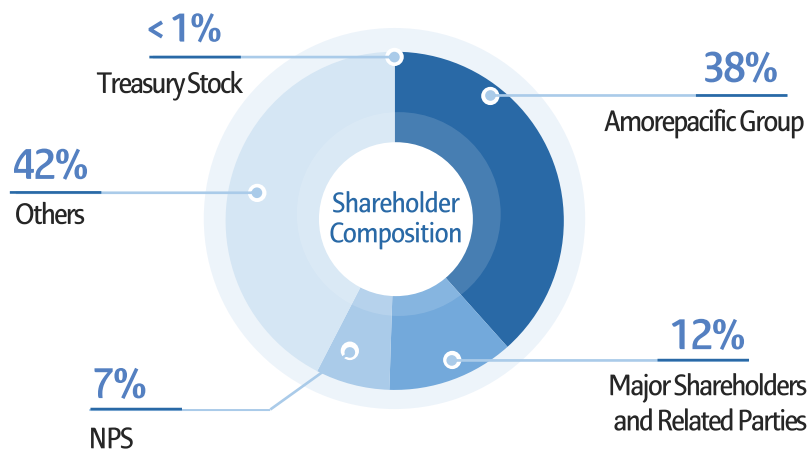 < 1%
Treasury Stock
38%
Amorepacific Group
42%
Others
Shareholder
Composition
12%
Major Shareholders
and Related Parties
7%
NPS